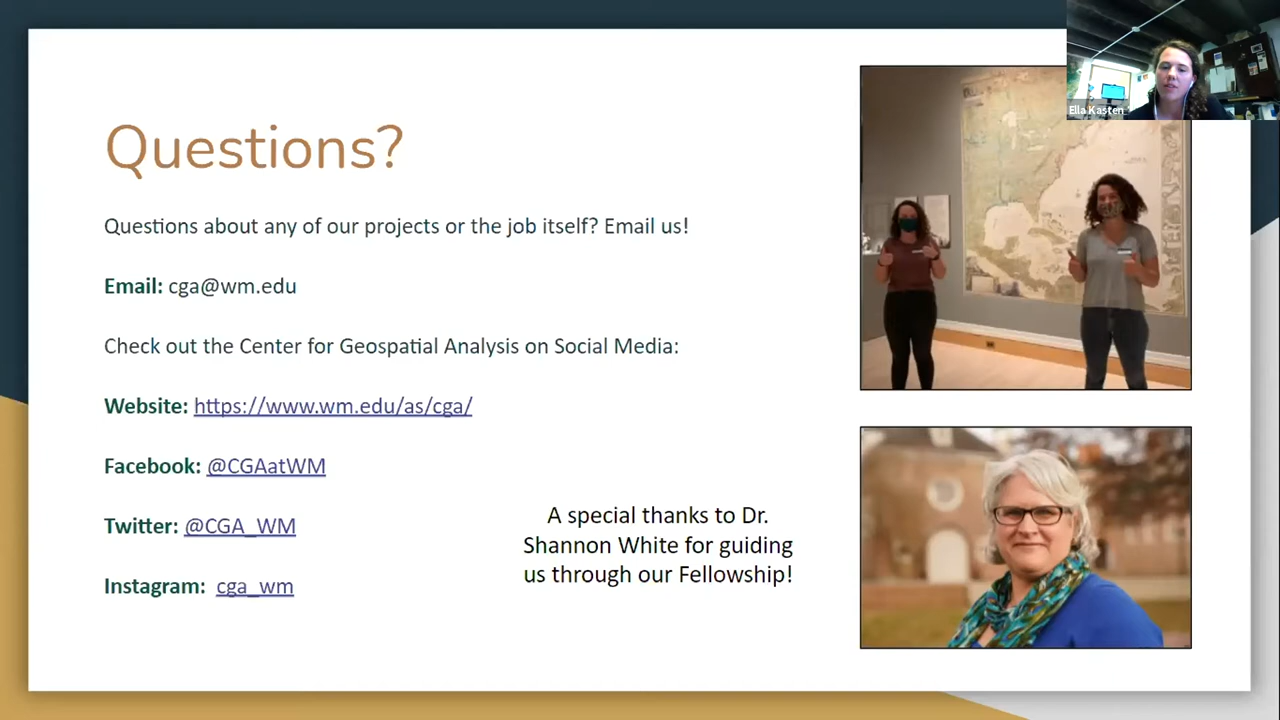 Ella Kasten
Questions?
Questions about any of our projects or the job itself? Email us!
Email: cga@wm.edu
Check out the Center for Geospatial Analysis on Social Media:
Website: https://www.wm.edu/as/cga/
Facebook: @CGAatWM
Twitter: @CGA_WM
Instagram: cga_wm
A special thanks to Dr.
Shannon White for guiding
us through our Fellowship!